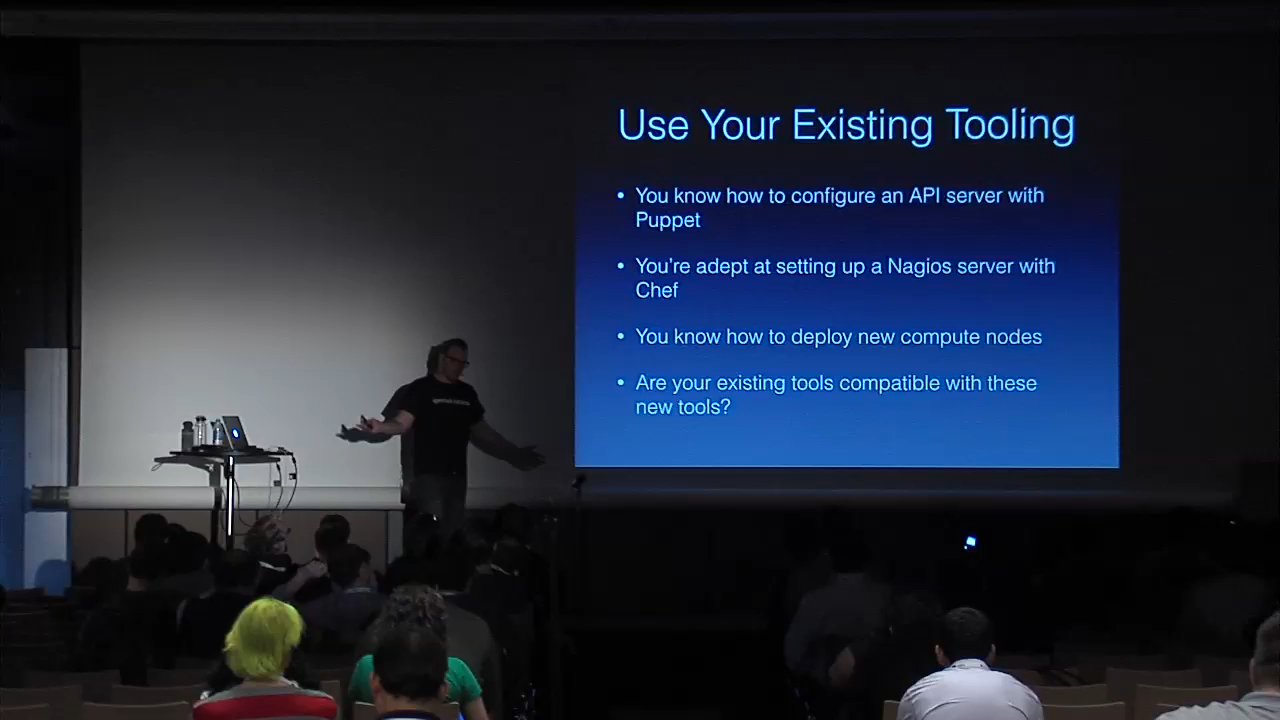 Use Your Existing Tooling
• You know how to configure an API server with
Puppet
• You're adept at setting up a Nagios server with
Chef
• You know how to deploy new compute nodes
• Are your existing tools compatible with these
new tools?